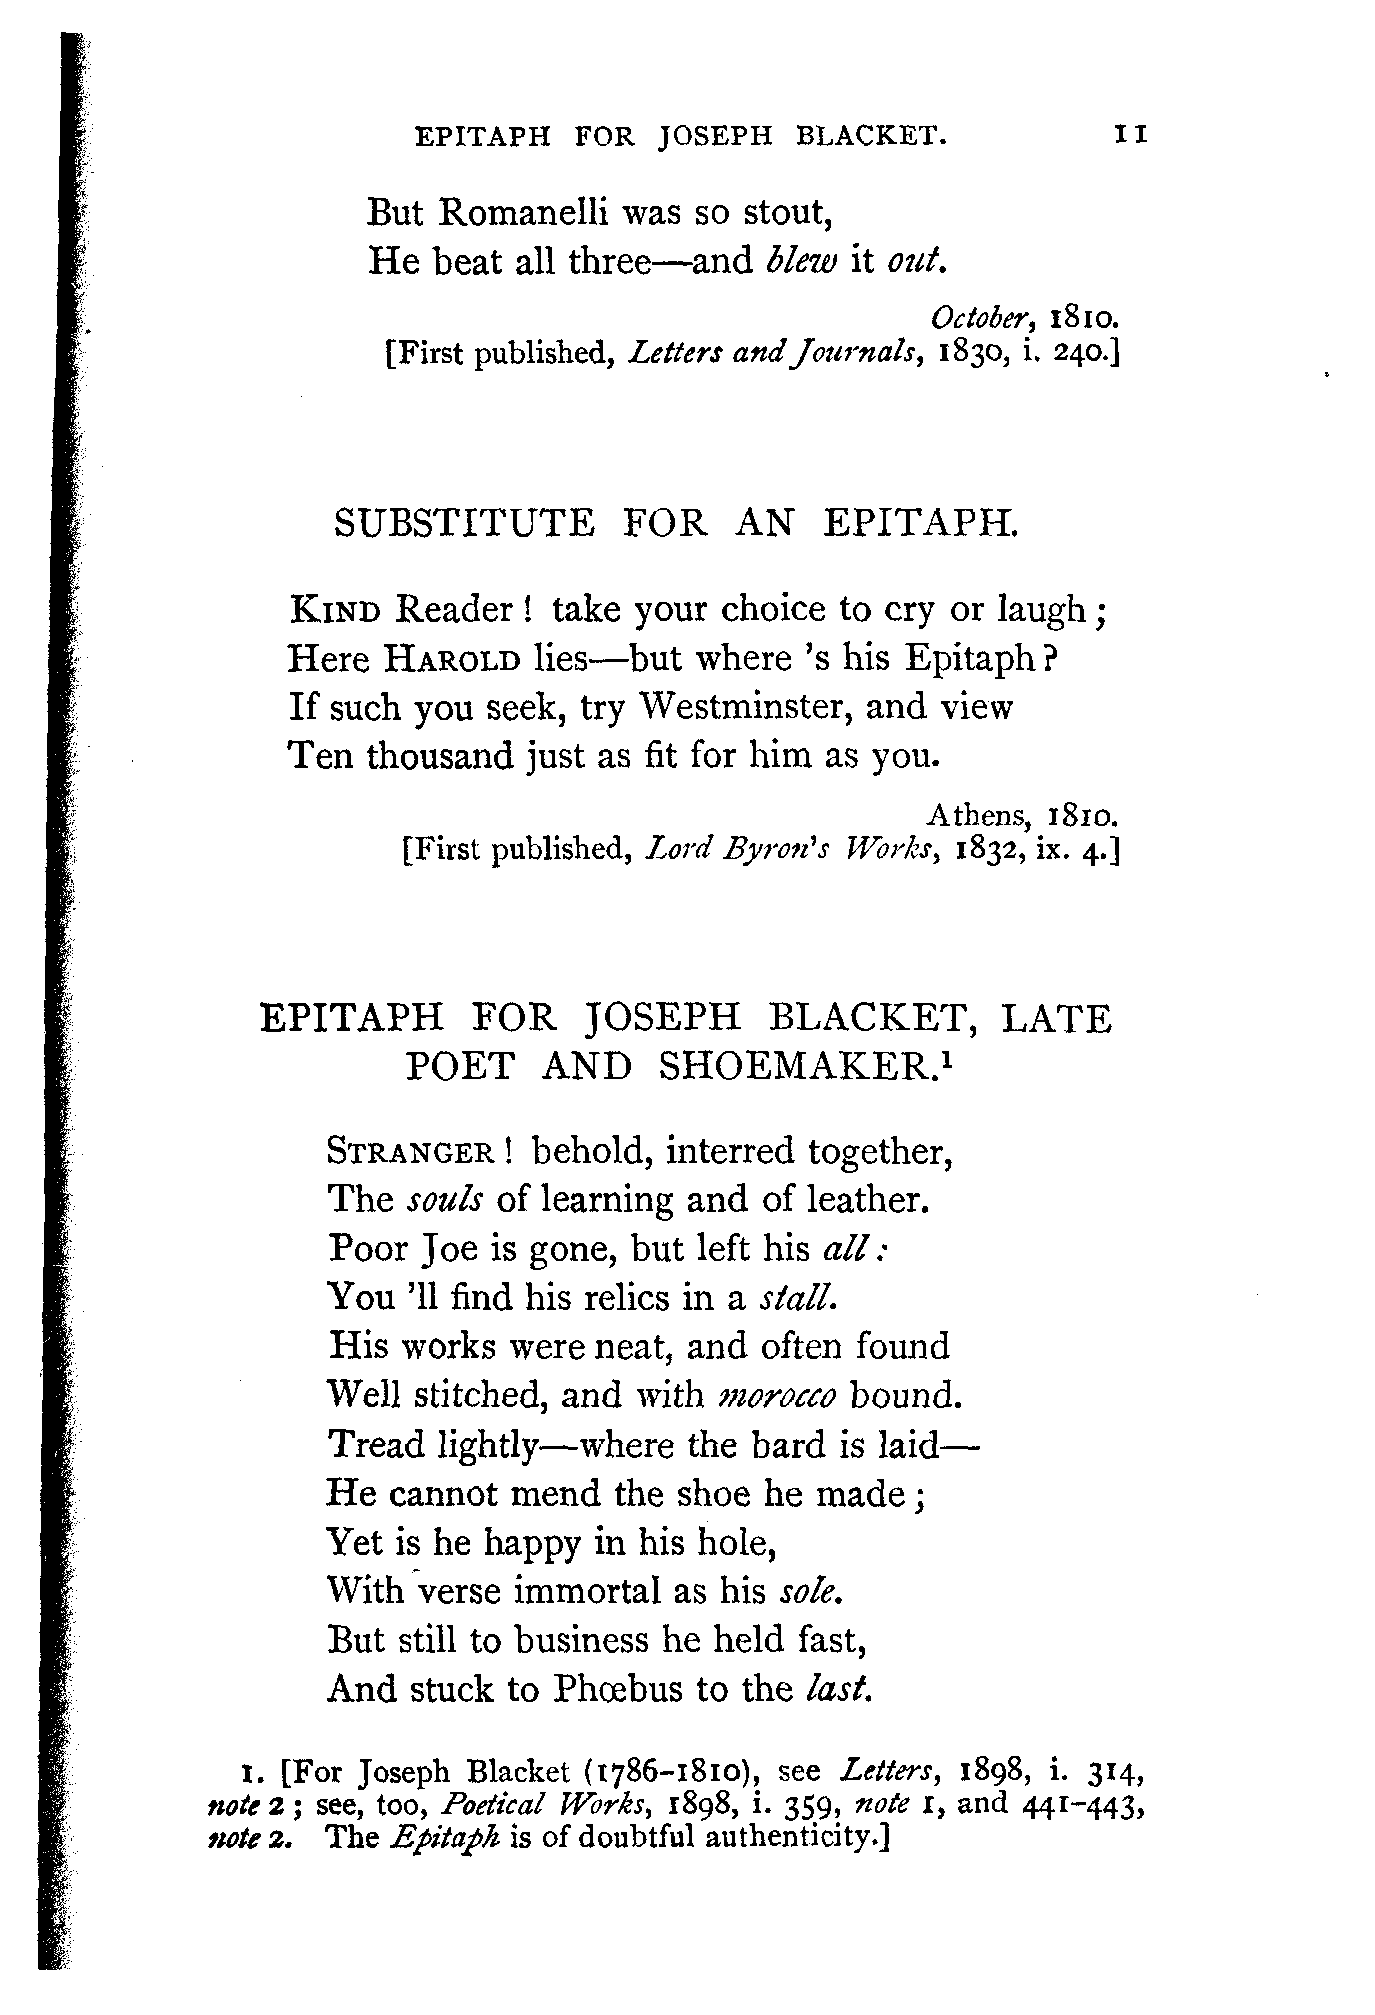 EPITAPH FOR JOSEPH BLACKET. 11
But Romanelli was so stout,
He beat all three—and blew it out.
October, 1810.
[First published, Letters and Journals, 1830, i. 240.]
SUBSTITUTE FOR AN EPITAPH.
KIND Reader! take your choice to cry or laugh;
Here HAROLD lies—but where 's his Epitaph?
If such you seek, try Westminster, and view
Ten thousand just as fit for him as you.
Athens, 1810.
[First published, Lord Byron's Works, 1832, ix. 4.]
EPITAPH FOR JOSEPH BLACKET, LATE
POET AND SHOEMAKER.¹
STRANGER! behold, interred together,
The souls of learning and of leather.
Poor Joe is gone, but left his all:
You 'll find his relics in a stall.
His works were neat, and often found
Well stitched, and with morocco bound.
Tread lightly—where the bard is laid—
He cannot mend the shoe he made;
Yet is he happy in his hole,
With verse immortal as his sole.
But still to business he held fast,
And stuck to Phœbus to the last.
1. [For Joseph Blacket (1786–1810), see Letters, 1898, i. 314,
note 2; see, too, Poetical Works, 1898, i. 359, note 1, and 441–443,
note 2. The Epitaph is of doubtful authenticity.]